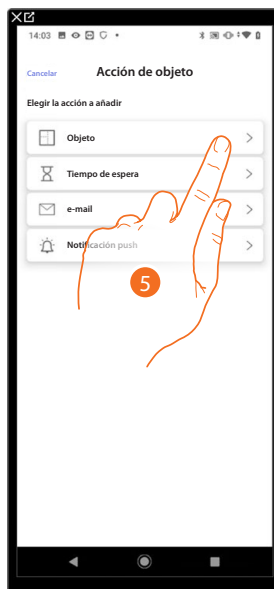 14:03
Cancelar Acción de objeto
Elegir la acción a añadir
Objeto
Tiempo de espera
e-mail
Notificación push
5